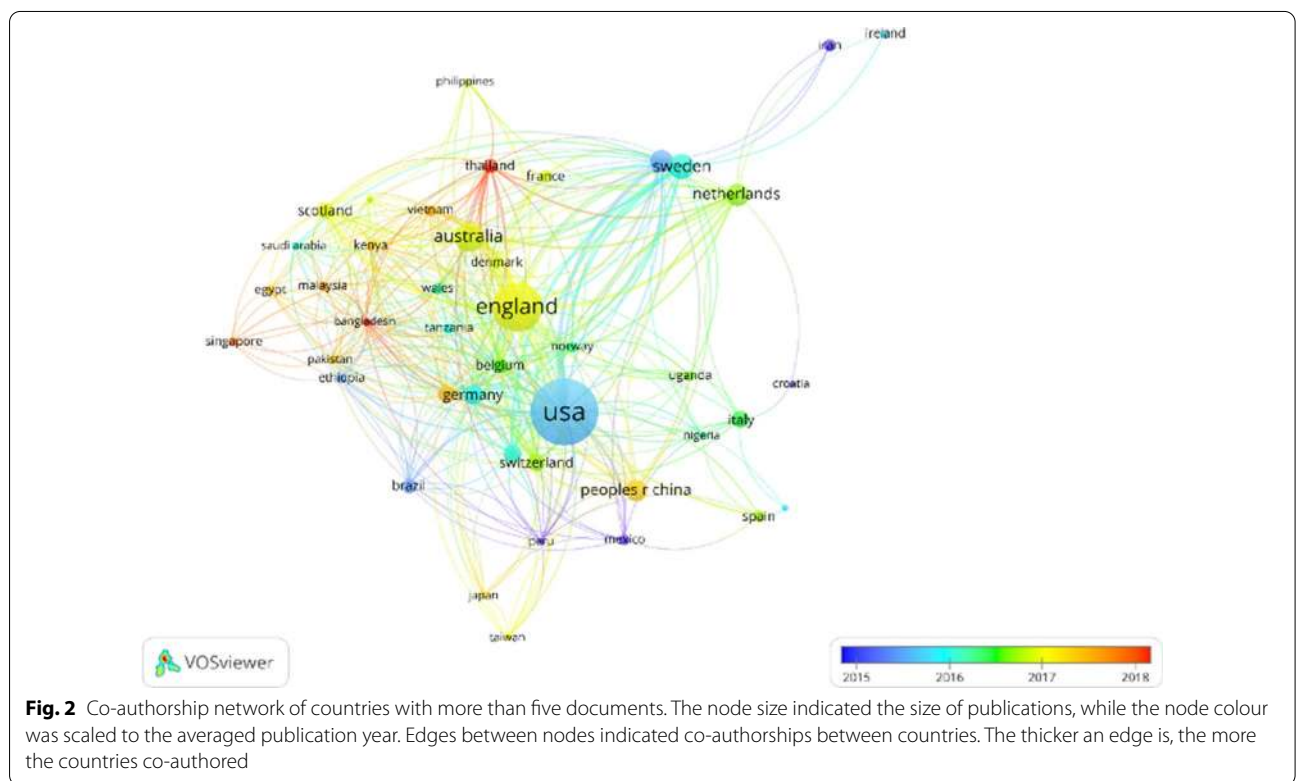 iran
ireland
philippines
thailand
france
sweden
netherlands
scotland
vietnam
australia
saudi arabia
kenya
denmark
egypt
malaysia
wales
england
bangladesh
tanzania
singapore
norway
pakistan
belgium
ethiopia
uganda
croatia
germany
usa
italy
nigeria
switzerland
brazil
peoples r china
spain
peru
mexico
japan
taiwan
VOSviewer
2015 2016 2017 2018
Fig. 2 Co-authorship network of countries with more than five documents. The node size indicated the size of publications, while the node colour
was scaled to the averaged publication year. Edges between nodes indicated co-authorships between countries. The thicker an edge is, the more
the countries co-authored